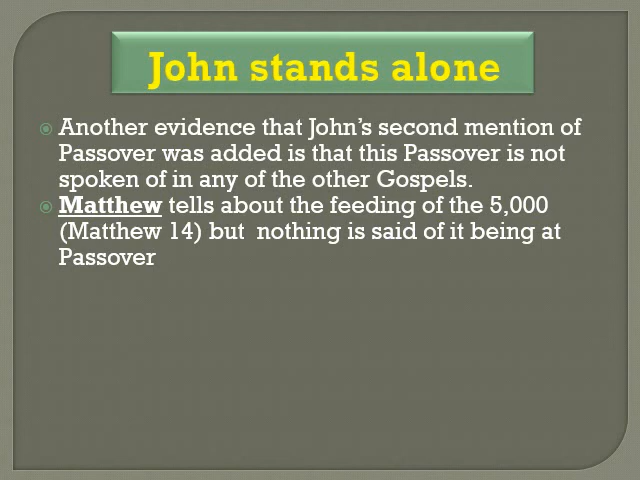 John stands alone
Another evidence that John’s second mention of
Passover was added is that this Passover is not
spoken of in any of the other Gospels.
Matthew tells about the feeding of the 5,000
(Matthew 14) but  nothing is said of it being at
Passover